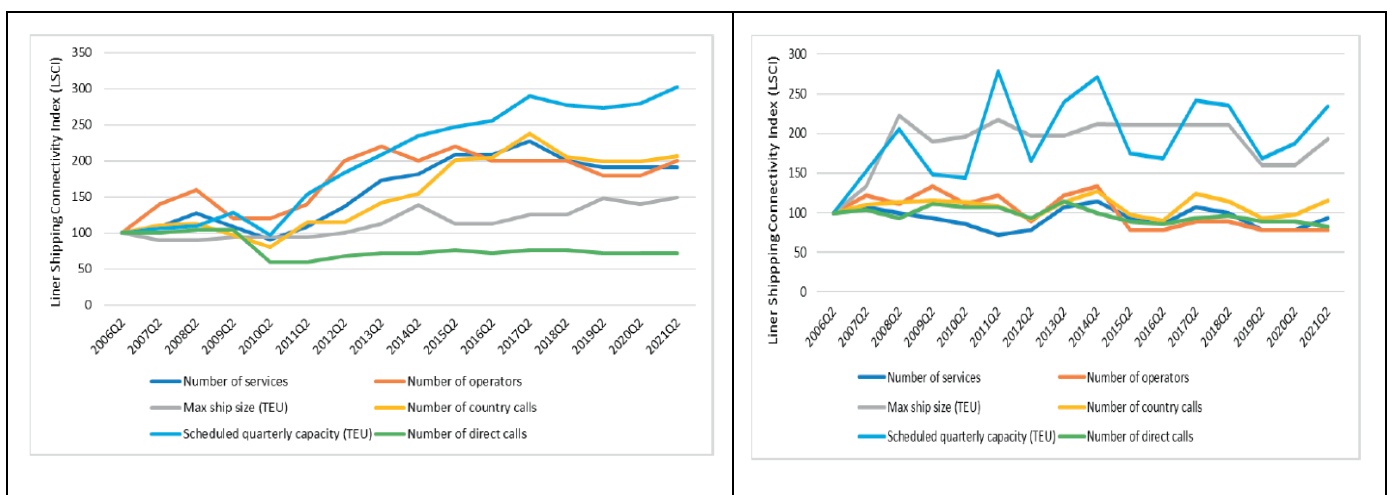 Liner Shipping Connectivity Index (LSCI)
350
300
250
200
150
100
50
0
2006Q2
2007Q2
2008Q2
2009Q2
2010Q2
2011Q2
2012Q2
2013Q2
2014Q2
2015Q2
2016Q2
2017Q2
2018Q2
2019Q2
2020Q2
2021Q2
Number of services
Number of operators
Max ship size (TEU)
Number of country calls
Scheduled quarterly capacity (TEU)
Number of direct calls
Liner Shippping Connectivity Index (LSCI)
300
250
200
150
100
50
0
2006Q2
2007Q2
2008Q2
2009Q2
2010Q2
2011Q2
2012Q2
2013Q2
2014Q2
2015Q2
2016Q2
2017Q2
2018Q2
2019Q2
2020Q2
2021Q2
Number of services
Number of operators
Max ship size (TEU)
Number of country calls
Scheduled quarterly capacity (TEU)
Number of direct calls